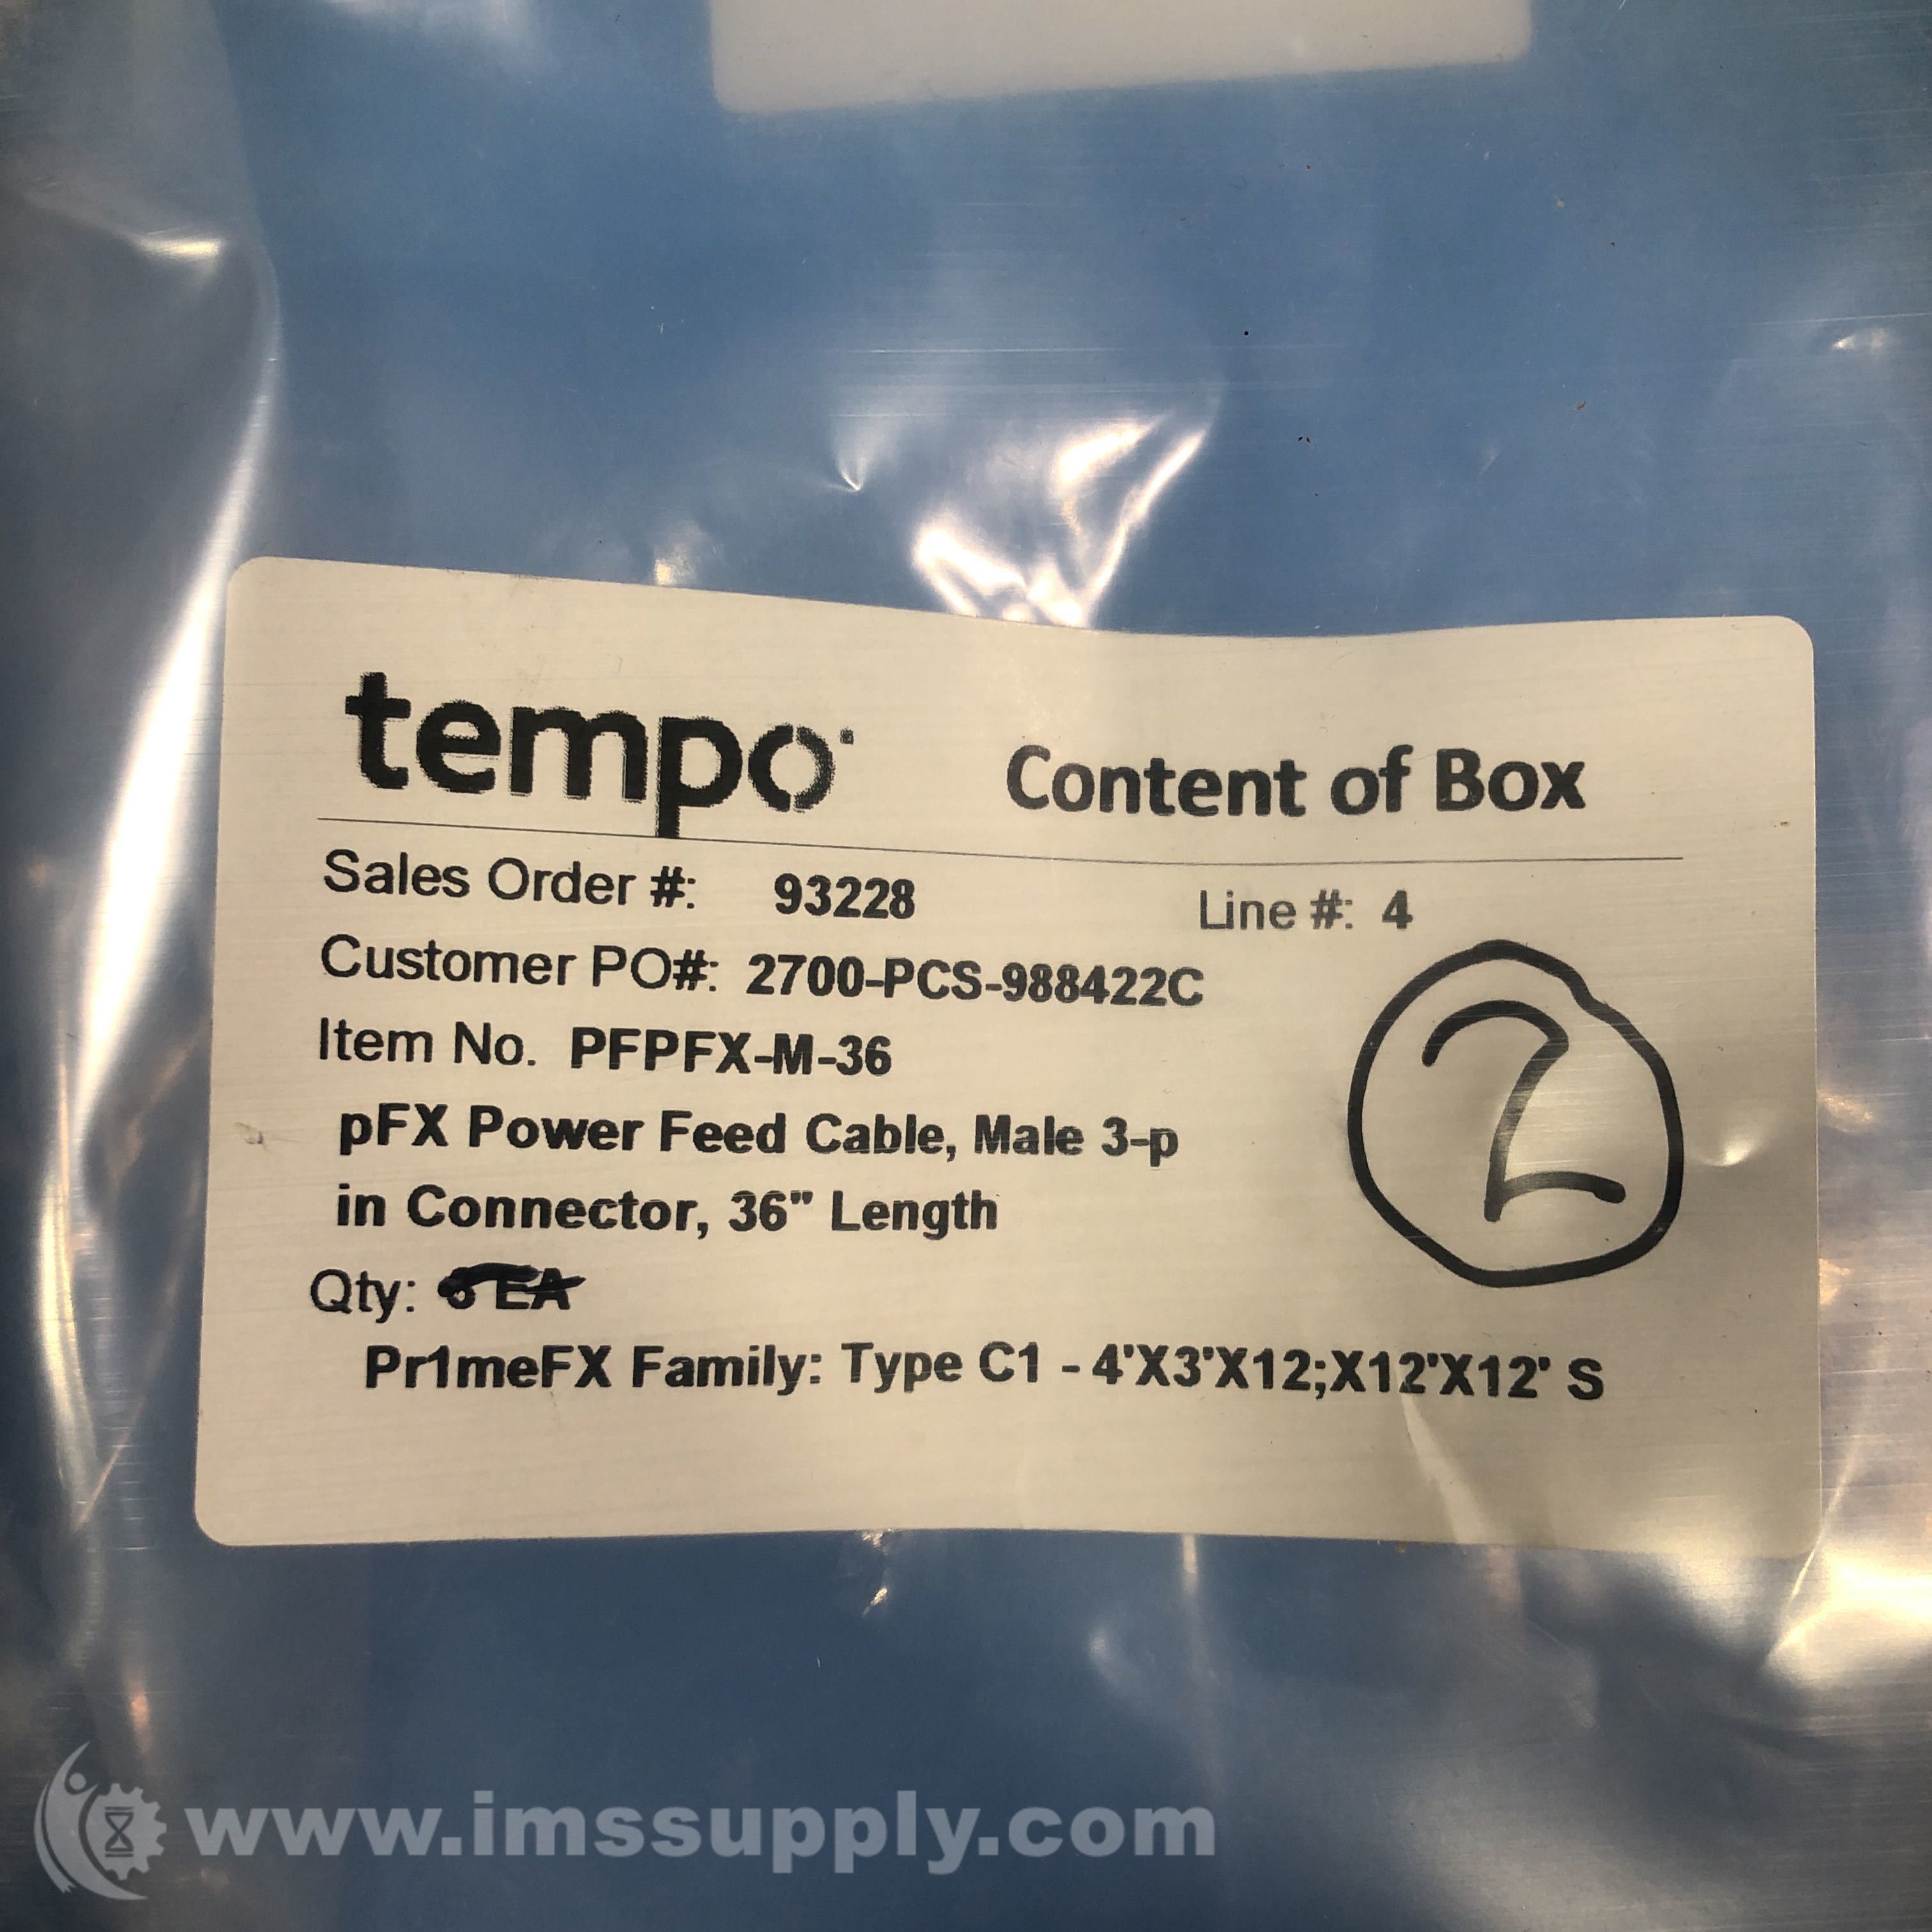 tempo
Content of Box
Sales Order #: 93228 Line #: 4
Customer PO#: 2700-PCS-988422C
Item No. PFPFX-M-36
pFX Power Feed Cable, Male 3-p
in Connector, 36" Length
2
Qty: EA
Pr1meFX Family: Type C1 - 4'X3'X12;X12'X12' S
www.imssupply.com